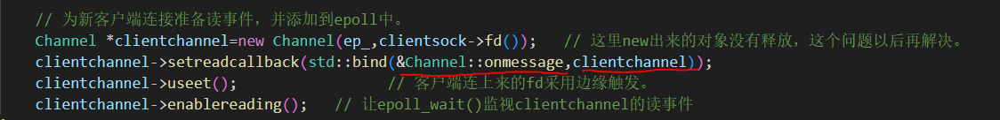 // 为新客户端连接准备读事件，并添加到epoll中。
Channel *clientchannel=new Channel(ep_,clientsock->fd());   // 这里new出来的对象没有释放，这个问题以后再解决。
clientchannel->setreadcallback(std::bind(&Channel::onmessage,clientchannel));
clientchannel->useet();             // 客户端连上来的fd采用边缘触发。
clientchannel->enablereading();   // 让epoll_wait()监视clientchannel的读事件